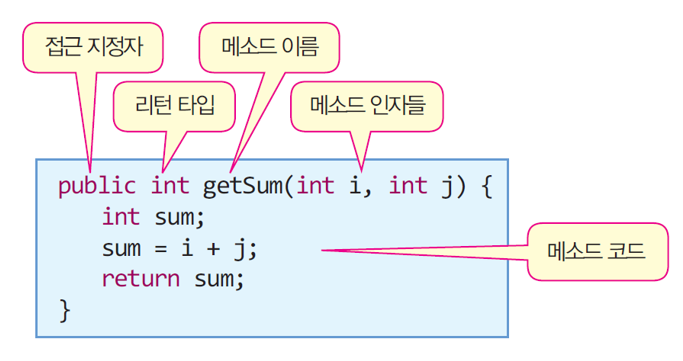 접근 지정자
메소드 이름
리턴 타입
메소드 인자들
public int getSum(int i, int j) {
int sum;
sum = i + j;
return sum;
}
메소드 코드